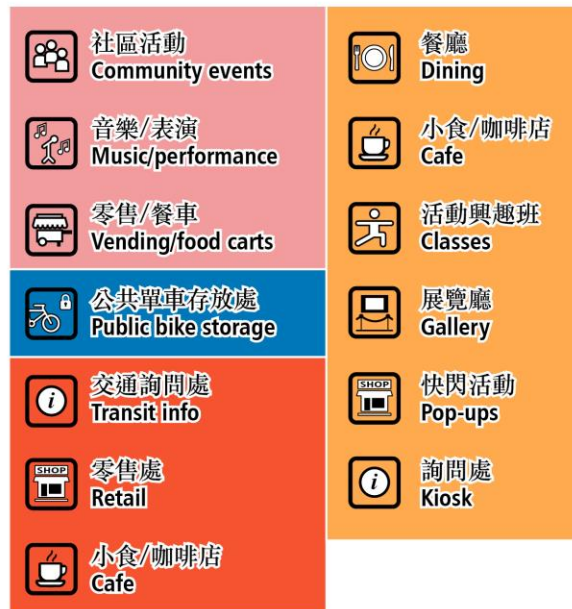 社區活動
Community events
音樂/表演
Music/performance
零售/餐車
Vending/food carts
公共單車存放處
Public bike storage
i
交通詢問處
Transit info
SHOP
零售處
Retail
小食/咖啡店
Cafe
餐廳
Dining
小食/咖啡店
Cafe
活動興趣班
Classes
展覽廳
Gallery
SHOP
快閃活動
Pop-ups
i
詢問處
Kiosk